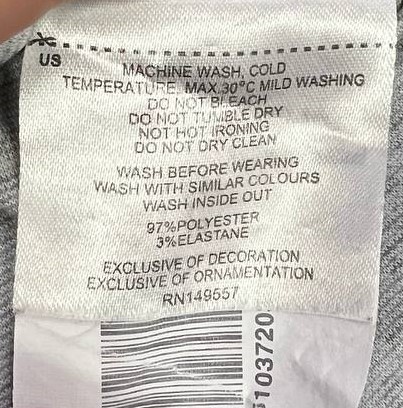 US
MACHINE WASH, COLD
TEMPERATURE, MAX,30°C MILD WASHING
DO NOT BLEACH
DO NOT TUMBLE DRY
NOT HOT IRONING
DO NOT DRY CLEAN
WASH BEFORE WEARING
WASH WITH SIMILAR COLOURS
WASH INSIDE OUT
97%POLYESTER
3%ELASTANE
EXCLUSIVE OF DECORATION
EXCLUSIVE OF ORNAMENTATION
RN149557
103720